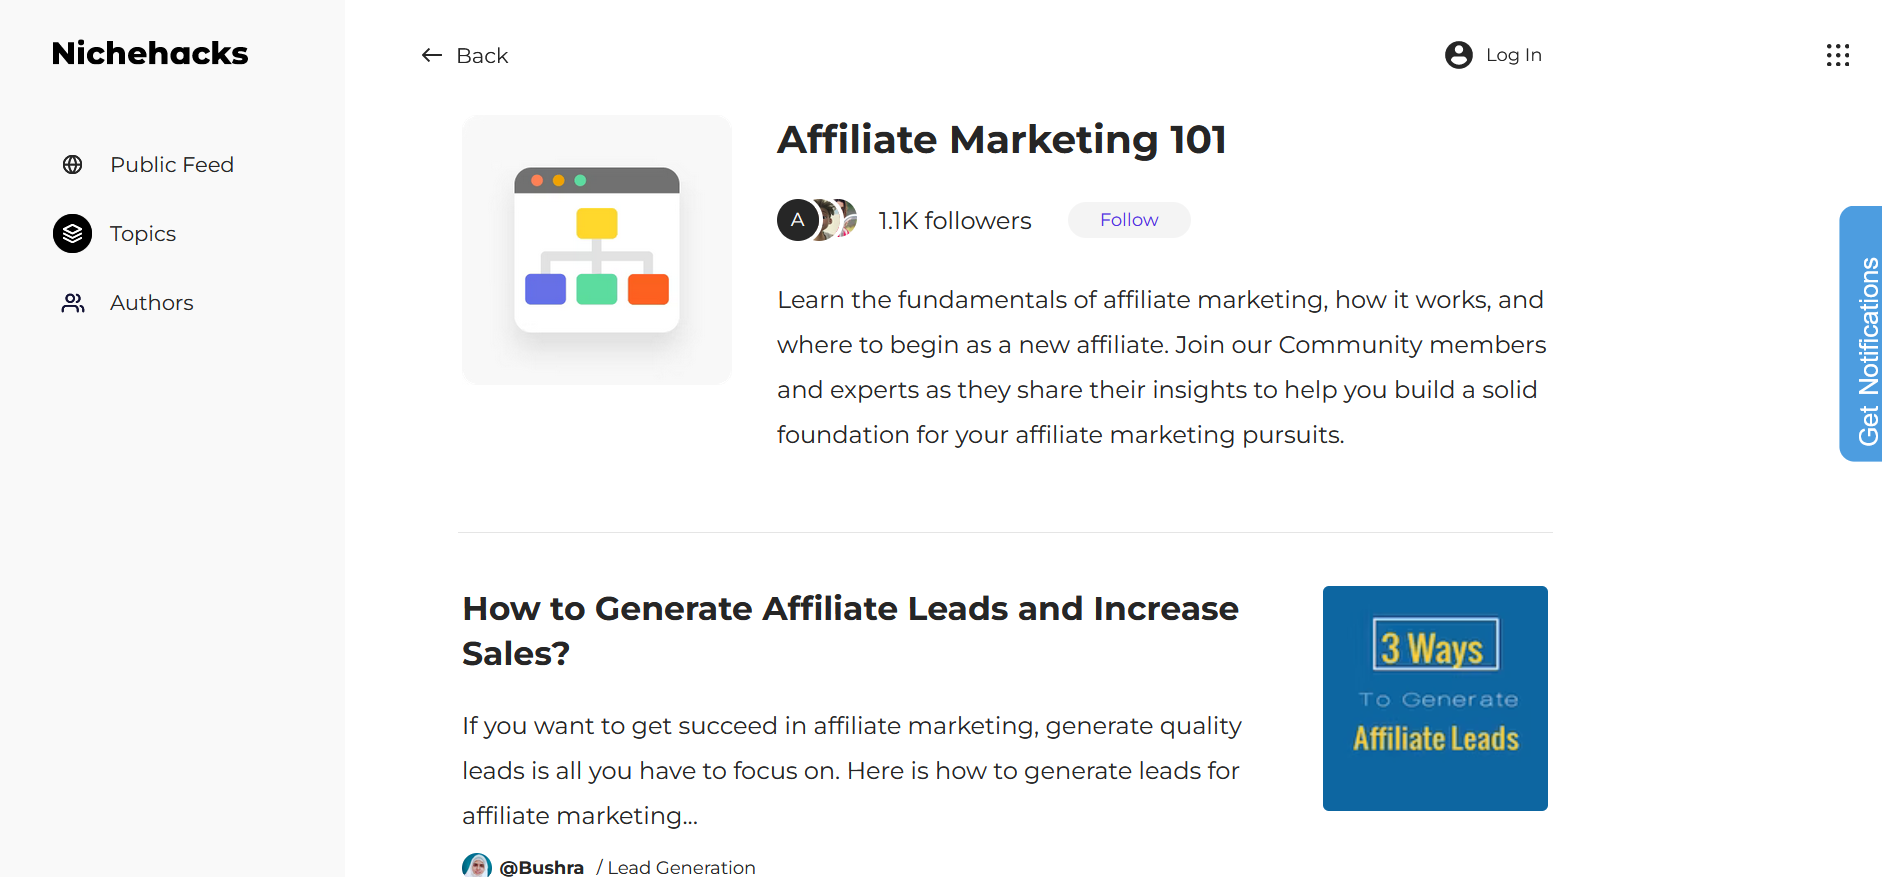 Nichehacks
Public Feed
Topics
Authors
Back
Log In
Affiliate Marketing 101
A
1.1K followers
Follow
Learn the fundamentals of affiliate marketing, how it works, and
where to begin as a new affiliate. Join our Community members
and experts as they share their insights to help you build a solid
foundation for your affiliate marketing pursuits.
Get Notifications
How to Generate Affiliate Leads and Increase
Sales?
If you want to get succeed in affiliate marketing, generate quality
leads is all you have to focus on. Here is how to generate leads for
affiliate marketing...
@Bushra / Lead Generation
3 Ways
To Generate
Affiliate Leads